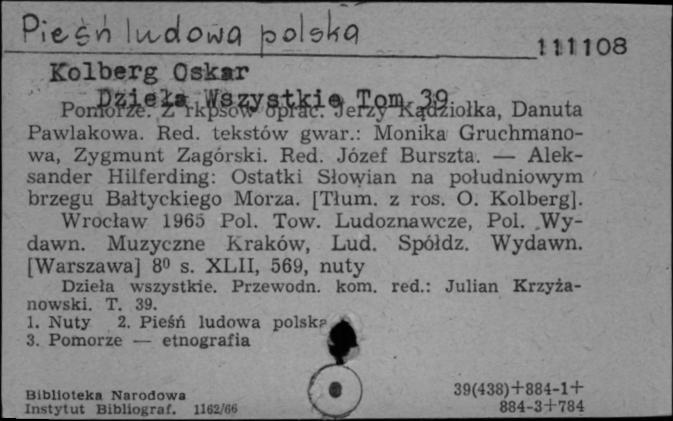 Pieśń ludowa polska
111108
Kolberg Oskar
Dzieła Wszystkie Tom 39
Pomorze. Z rkpsów oprac. Jerzy Kądziołka, Danuta
Pawlakowa. Red. tekstów gwar.: Monika Gruchmano-
wa, Zygmunt Zagórski. Red. Józef Burszta. — Alek-
sander Hilferding: Ostatki Słowian na południowym
brzegu Bałtyckiego Morza. [Tłum. z ros. O. Kolberg].
Wrocław 1965 Pol. Tow. Ludoznawcze, Pol. Wy-
dawn. Muzyczne Kraków, Lud. Spółdz. Wydawn.
[Warszawa] 8⁰ s. XLII, 569, nuty
Dzieła wszystkie. Przewodn. kom. red.: Julian Krzyża-
nowski. T. 39.
1. Nuty 2. Pieśń ludowa polska
3. Pomorze — etnografia
Biblioteka Narodowa
Instytut Bibliograf. 1162/66
39(438)+884-1+
884-3+784